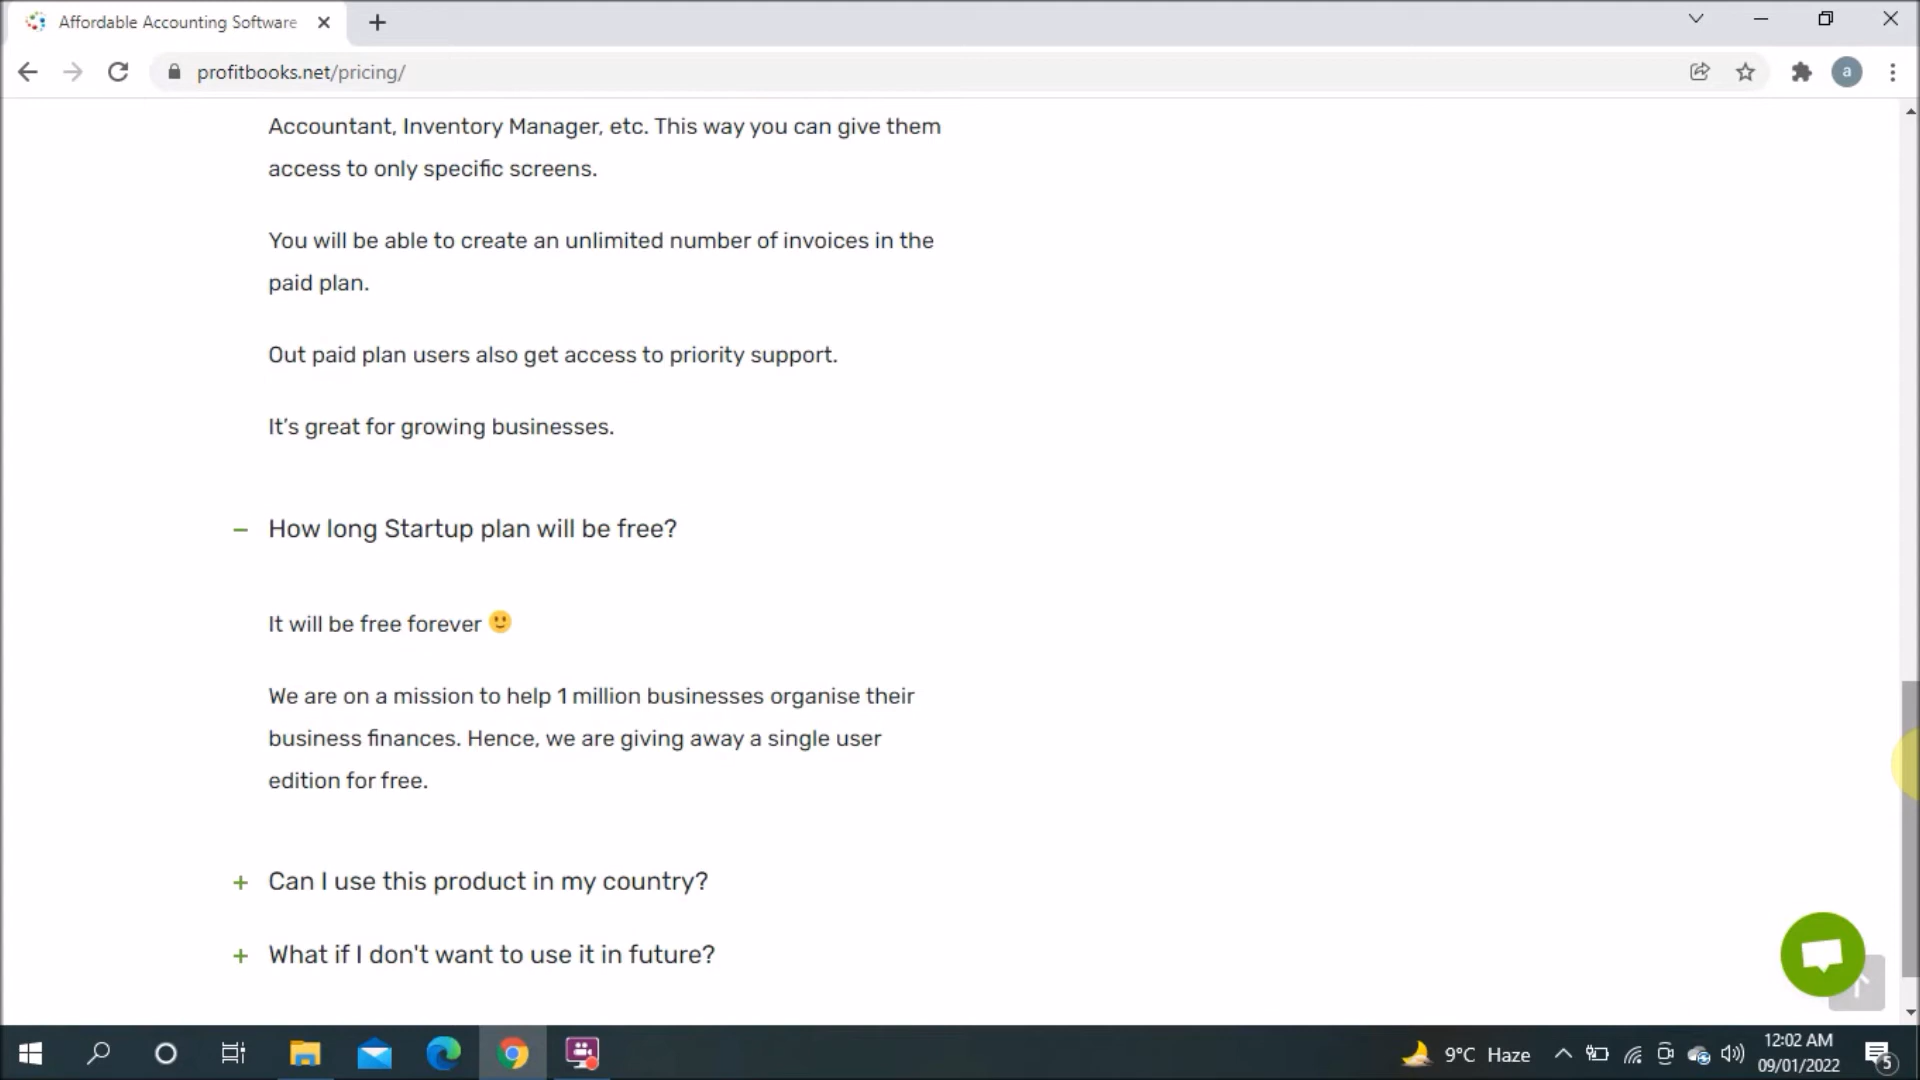 Affordable Accounting Software
profitbooks.net/pricing/
a
Accountant, Inventory Manager, etc. This way you can give them
access to only specific screens.
You will be able to create an unlimited number of invoices in the
paid plan.
Out paid plan users also get access to priority support.
It's great for growing businesses.
How long Startup plan will be free?
It will be free forever
We are on a mission to help 1 million businesses organise their
business finances. Hence, we are giving away a single user
edition for free.
Can I use this product in my country?
What if I don't want to use it in future?
9°C Haze
12:02 AM
09/01/2022
5